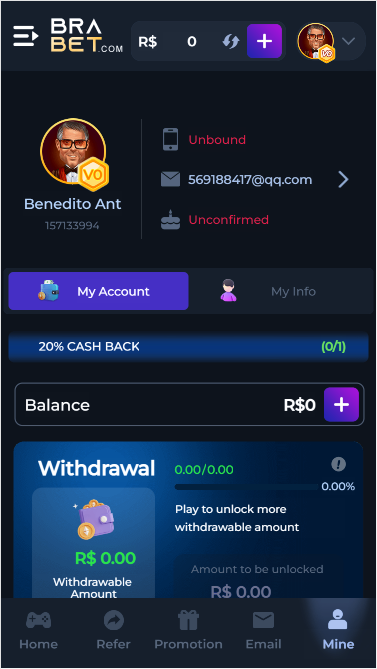 BRA
BET.COM
R$ 0
V0
V0
Unbound
569188417@qq.com
Benedito Ant
157133994
Unconfirmed
My Account
My Info
20% CASH BACK (0/1)
Balance R$0
Withdrawal
0.00/0.00
0.00%
Play to unlock more
withdrawable amount
R$ 0.00
Withdrawable
Amount
Amount to be unlocked
R$ 0.00
Home Refer Promotion Email Mine